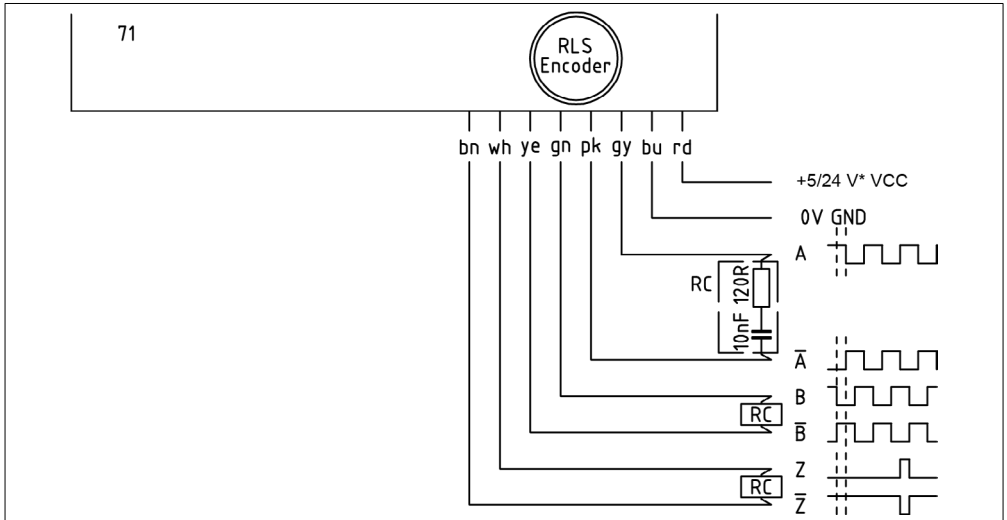 71
RLS
Encoder
bn wh ye gn pk gy bu rd
+5/24 V* VCC
0V GND
A
RC
120R
10nF
A̅
B
RC
B̅
Z
RC
Z̅